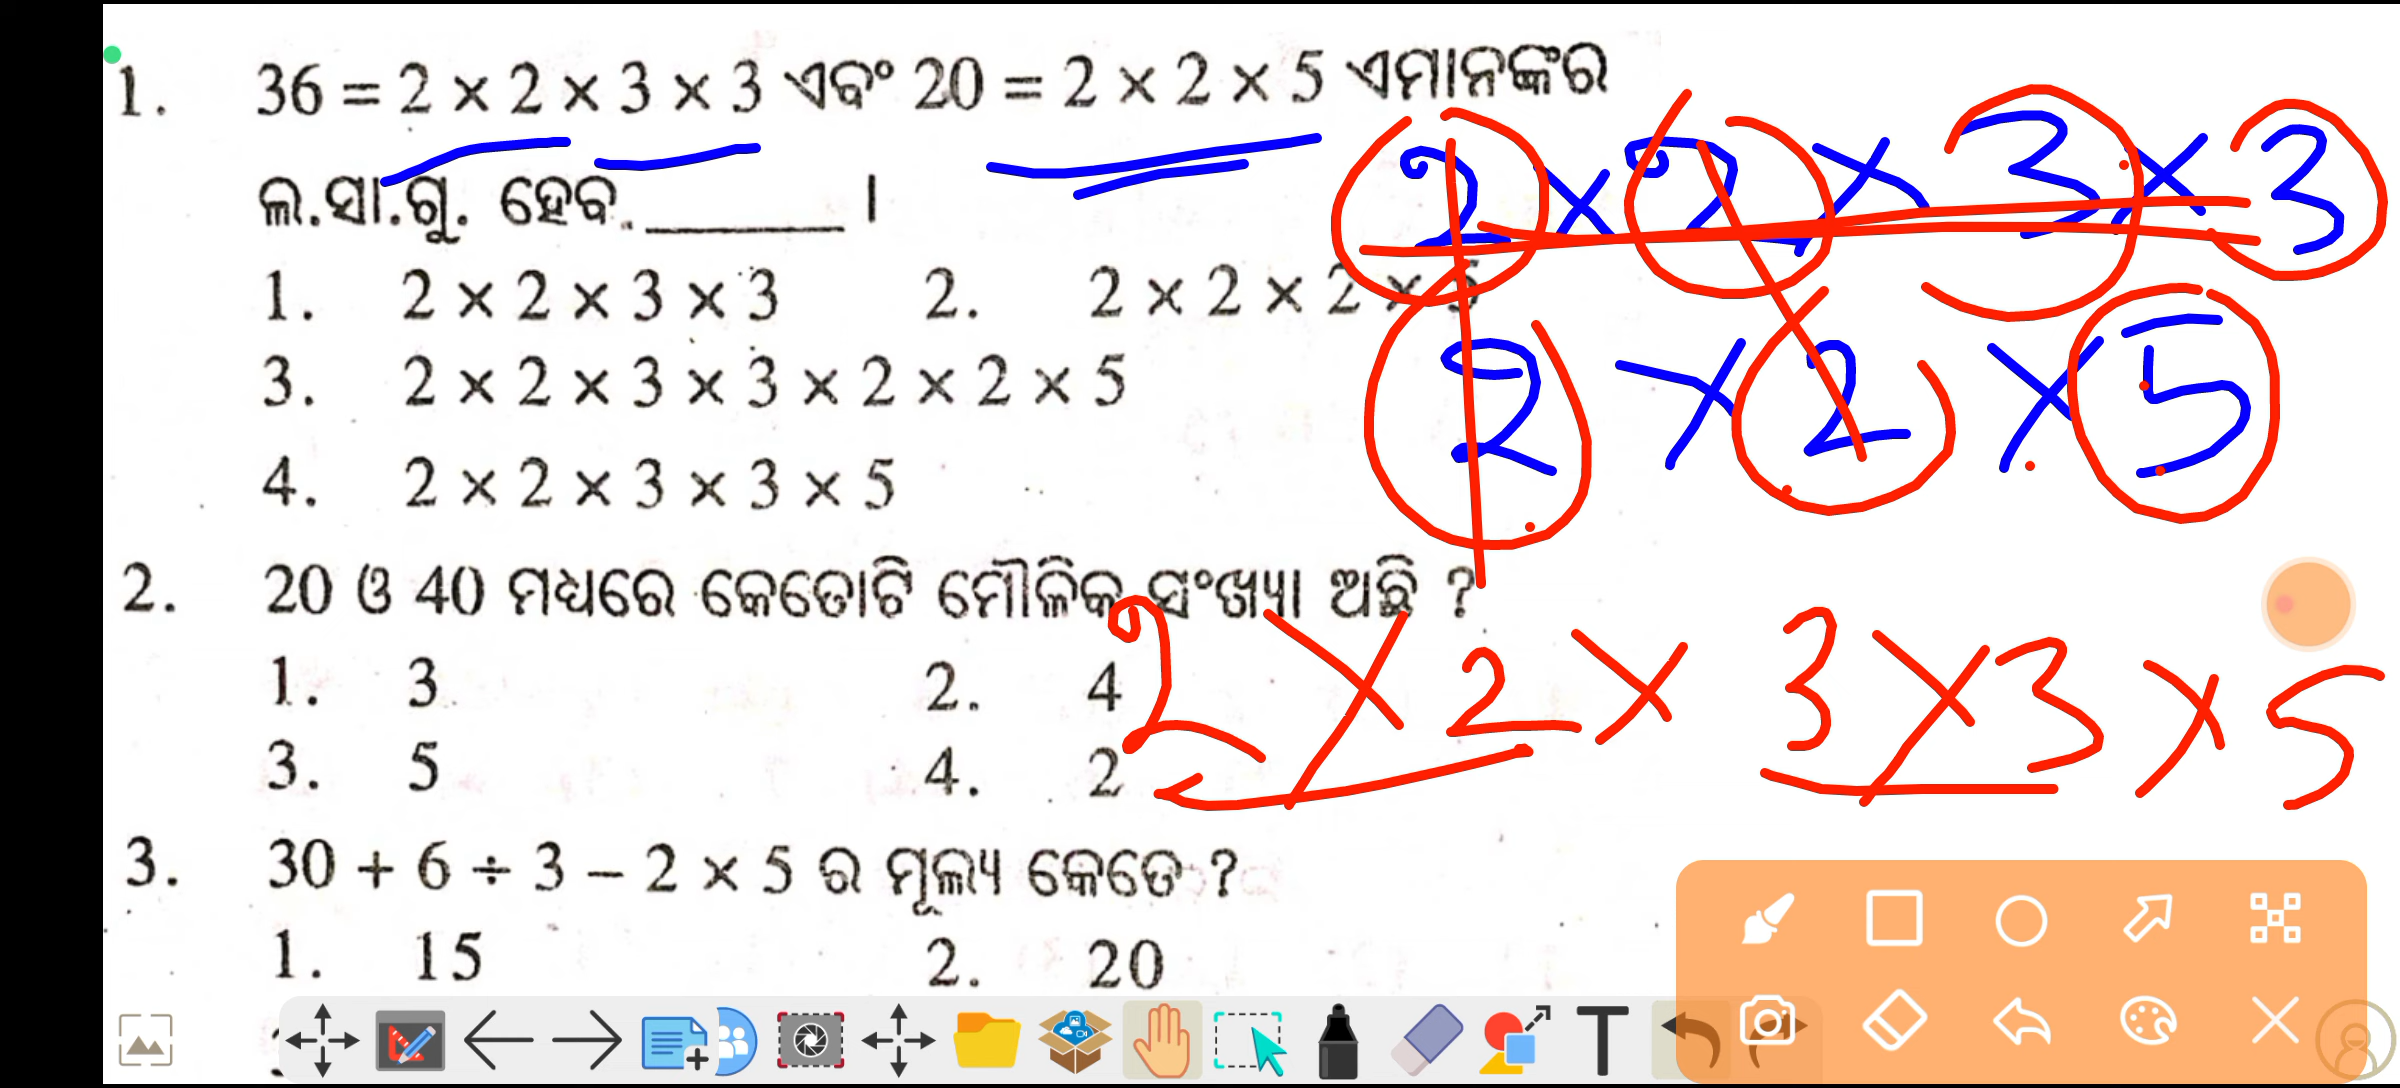 1. 36 = 2 × 2 × 3 × 3 ଏବଂ 20 = 2 × 2 × 5 ଏମାନଙ୍କର
2 × 2 × 3 × 3
ଲ.ସା.ଗୁ. ହେବ ______ ।
1. 2 × 2 × 3 × 3 2. 2 × 2 × 2 × 5
2 × 2 × 5
3. 2 × 2 × 3 × 3 × 2 × 2 × 5
4. 2 × 2 × 3 × 3 × 5
2. 20 ଓ 40 ମଧ୍ୟରେ କେତୋଟି ମୌଳିକ ସଂଖ୍ୟା ଅଛି ?
2 × 2 × 3 × 3 × 5
1. 3 2. 4
3. 5 4. 2
3. 30 + 6 ÷ 3 – 2 × 5 ର ମୂଲ୍ୟ କେତେ ?
1. 15 2. 20